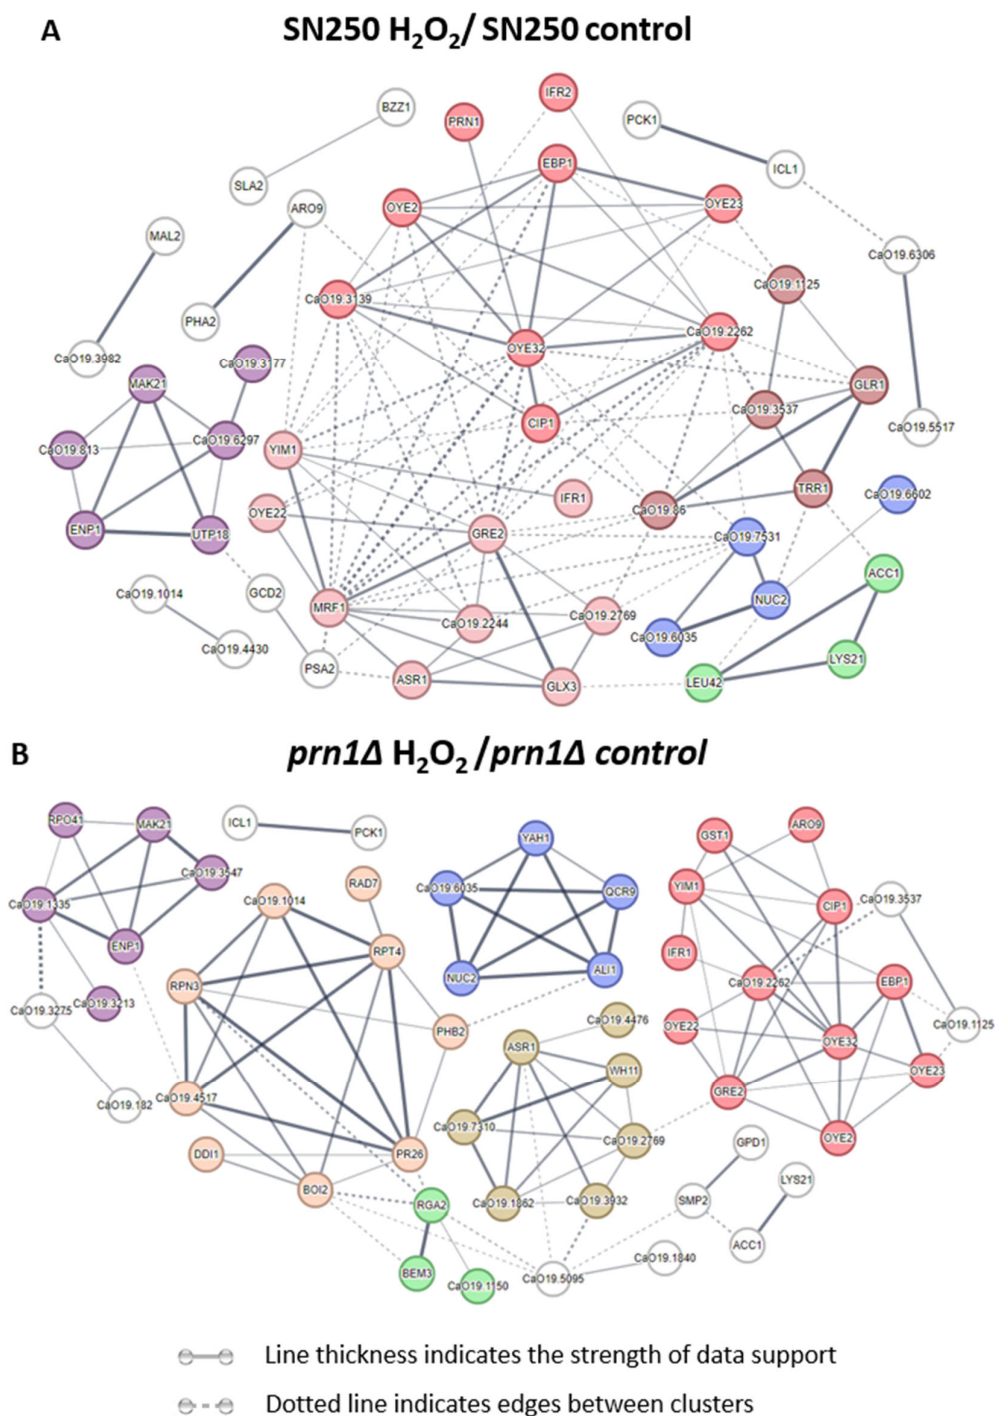 A
SN250 H₂O₂/ SN250 control
IFR2
BZZ1
PRN1
PCK1
EBP1
ICL1
SLA2
OYE2
ARO9
OYE23
MAL2
CaO19.6306
CaO19.1125
CaO19.3139
PHA2
CaO19.2262
OYE32
CaO19.3982
CaO19.3177
MAK21
GLR1
CaO19.3537
CIP1
CaO19.5517
CaO19.6297
CaO19.813
YIM1
TRR1
CaO19.6602
IFR1
OYE22
CaO19.86
ENP1
UTP18
GRE2
CaO19.7531
ACC1
CaO19.1014
GCD2
NUC2
MRF1
CaO19.2769
CaO19.2244
CaO19.6035
CaO19.4430
LYS21
PSA2
ASR1
GLX3
LEU42
B
prn1Δ H₂O₂ /prn1Δ control
RPO41
MAK21
ICL1
PCK1
YAH1
GST1
ARO9
CaO19.3547
RAD7
CaO19.6035
QCR9
YIM1
CaO19.1335
CaO19.1014
CIP1
CaO19.3537
ENP1
RPT4
IFR1
NUC2
ALI1
RPN3
CaO19.2262
EBP1
CaO19.3275
CaO19.3213
CaO19.4476
OYE22
CaO19.1125
PHB2
ASR1
OYE32
WH11
OYE23
CaO19.182
CaO19.4517
GRE2
CaO19.7310
CaO19.2769
OYE2
DDI1
PR26
GPD1
BOI2
CaO19.1862
CaO19.3932
SMP2
LYS21
RGA2
ACC1
BEM3
CaO19.1150
CaO19.5095
CaO19.1840
Line thickness indicates the strength of data support
Dotted line indicates edges between clusters